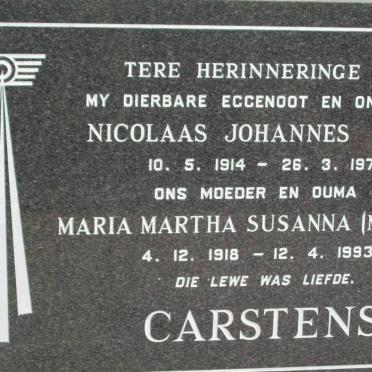 TERE HERINNERINGE
MY DIERBARE EGGENOOT EN ON
NICOLAAS JOHANNES
10. 5. 1914 – 26. 3. 197
ONS MOEDER EN OUMA
MARIA MARTHA SUSANNA (M
4. 12. 1918 – 12. 4. 1993
DIE LEWE WAS LIEFDE.
CARSTENS